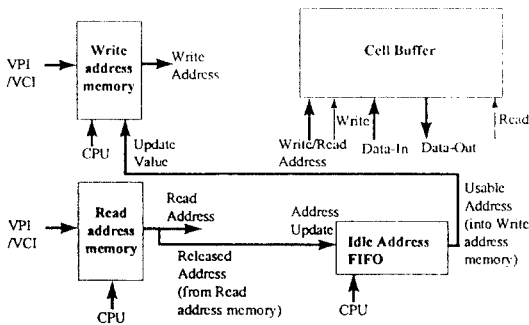 VPI
/VCI
Write
address
memory
Write
Address
CPU
Update
Value
Cell Buffer
Write/Read
Address
Write
Data-In
Data-Out
Read
VPI
/VCI
Read
address
memory
Read
Address
Released
Address
(from Read
address memory)
CPU
Address
Update
Idle Address
FIFO
CPU
Usable
Address
(into Write
address
memory)